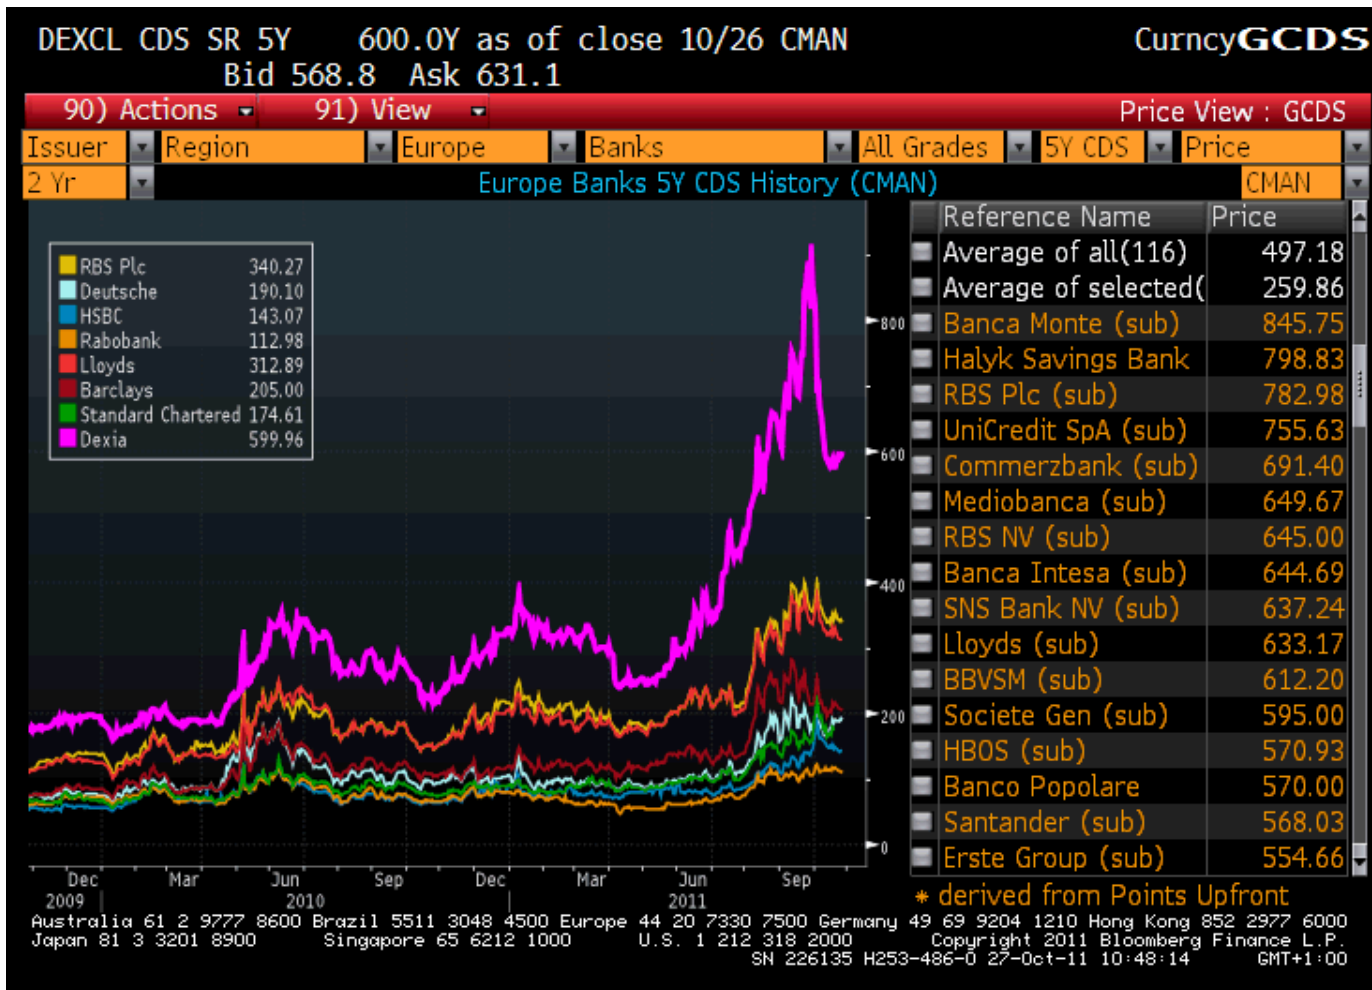 DEXCL CDS SR 5Y 600.0Y as of close 10/26 CMAN CurncyGCDS
Bid 568.8 Ask 631.1
90) Actions 91) View Price View : GCDS
Issuer Region Europe Banks All Grades 5Y CDS Price
2 Yr Europe Banks 5Y CDS History (CMAN) CMAN
RBS Plc 340.27
Deutsche 190.10
HSBC 143.07
Rabobank 112.98
Lloyds 312.89
Barclays 205.00
Standard Chartered 174.61
Dexia 599.96
800
600
400
200
0
Dec Mar Jun Sep Dec Mar Jun Sep
2009 2010 2011
Reference Name Price
Average of all(116) 497.18
Average of selected( 259.86
Banca Monte (sub) 845.75
Halyk Savings Bank 798.83
RBS Plc (sub) 782.98
UniCredit SpA (sub) 755.63
Commerzbank (sub) 691.40
Mediobanca (sub) 649.67
RBS NV (sub) 645.00
Banca Intesa (sub) 644.69
SNS Bank NV (sub) 637.24
Lloyds (sub) 633.17
BBVSM (sub) 612.20
Societe Gen (sub) 595.00
HBOS (sub) 570.93
Banco Popolare 570.00
Santander (sub) 568.03
Erste Group (sub) 554.66
* derived from Points Upfront
Australia 61 2 9777 8600 Brazil 5511 3048 4500 Europe 44 20 7330 7500 Germany 49 69 9204 1210 Hong Kong 852 2977 6000
Japan 81 3 3201 8900 Singapore 65 6212 1000 U.S. 1 212 318 2000 Copyright 2011 Bloomberg Finance L.P.
SN 226135 H253-486-0 27-Oct-11 10:48:14 GMT+1:00